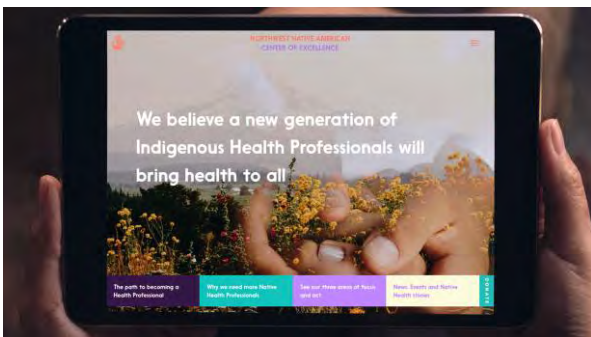 NORTHWEST NATIVE AMERICAN
CENTER OF EXCELLENCE
We believe a new generation of
Indigenous Health Professionals will
bring health to all
The path to becoming a
Health Professional
Why we need more Native
Health Professionals
See our three areas of focus
and act
News, Events and Native
Health stories
DONATE